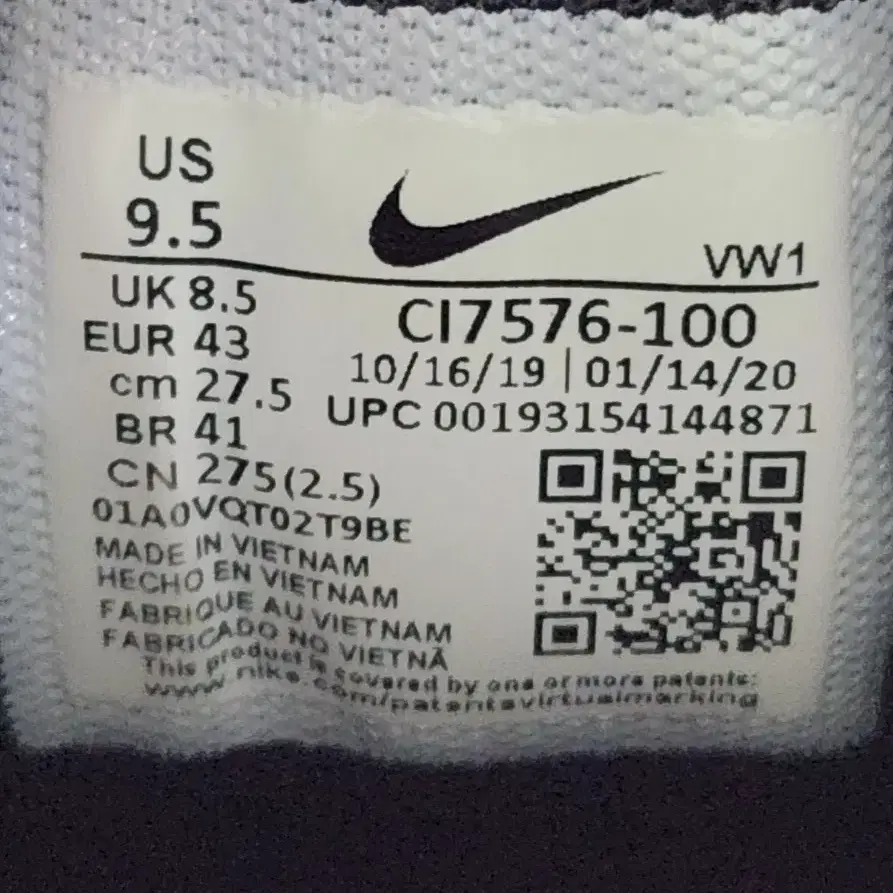 US
9.5
VW1
UK 8.5
EUR 43
cm 27.5
BR 41
CN 275(2.5)
CI7576-100
10/16/19 | 01/14/20
UPC 00193154144871
01A0VQT02T9BE
MADE IN VIETNAM
HECHO EN VIETNAM
FABRIQUE AU VIETNAM
FABRICADO NO VIETNÃ
This product is covered by one or more patents:
www.nike.com/patentsvirtualmarking